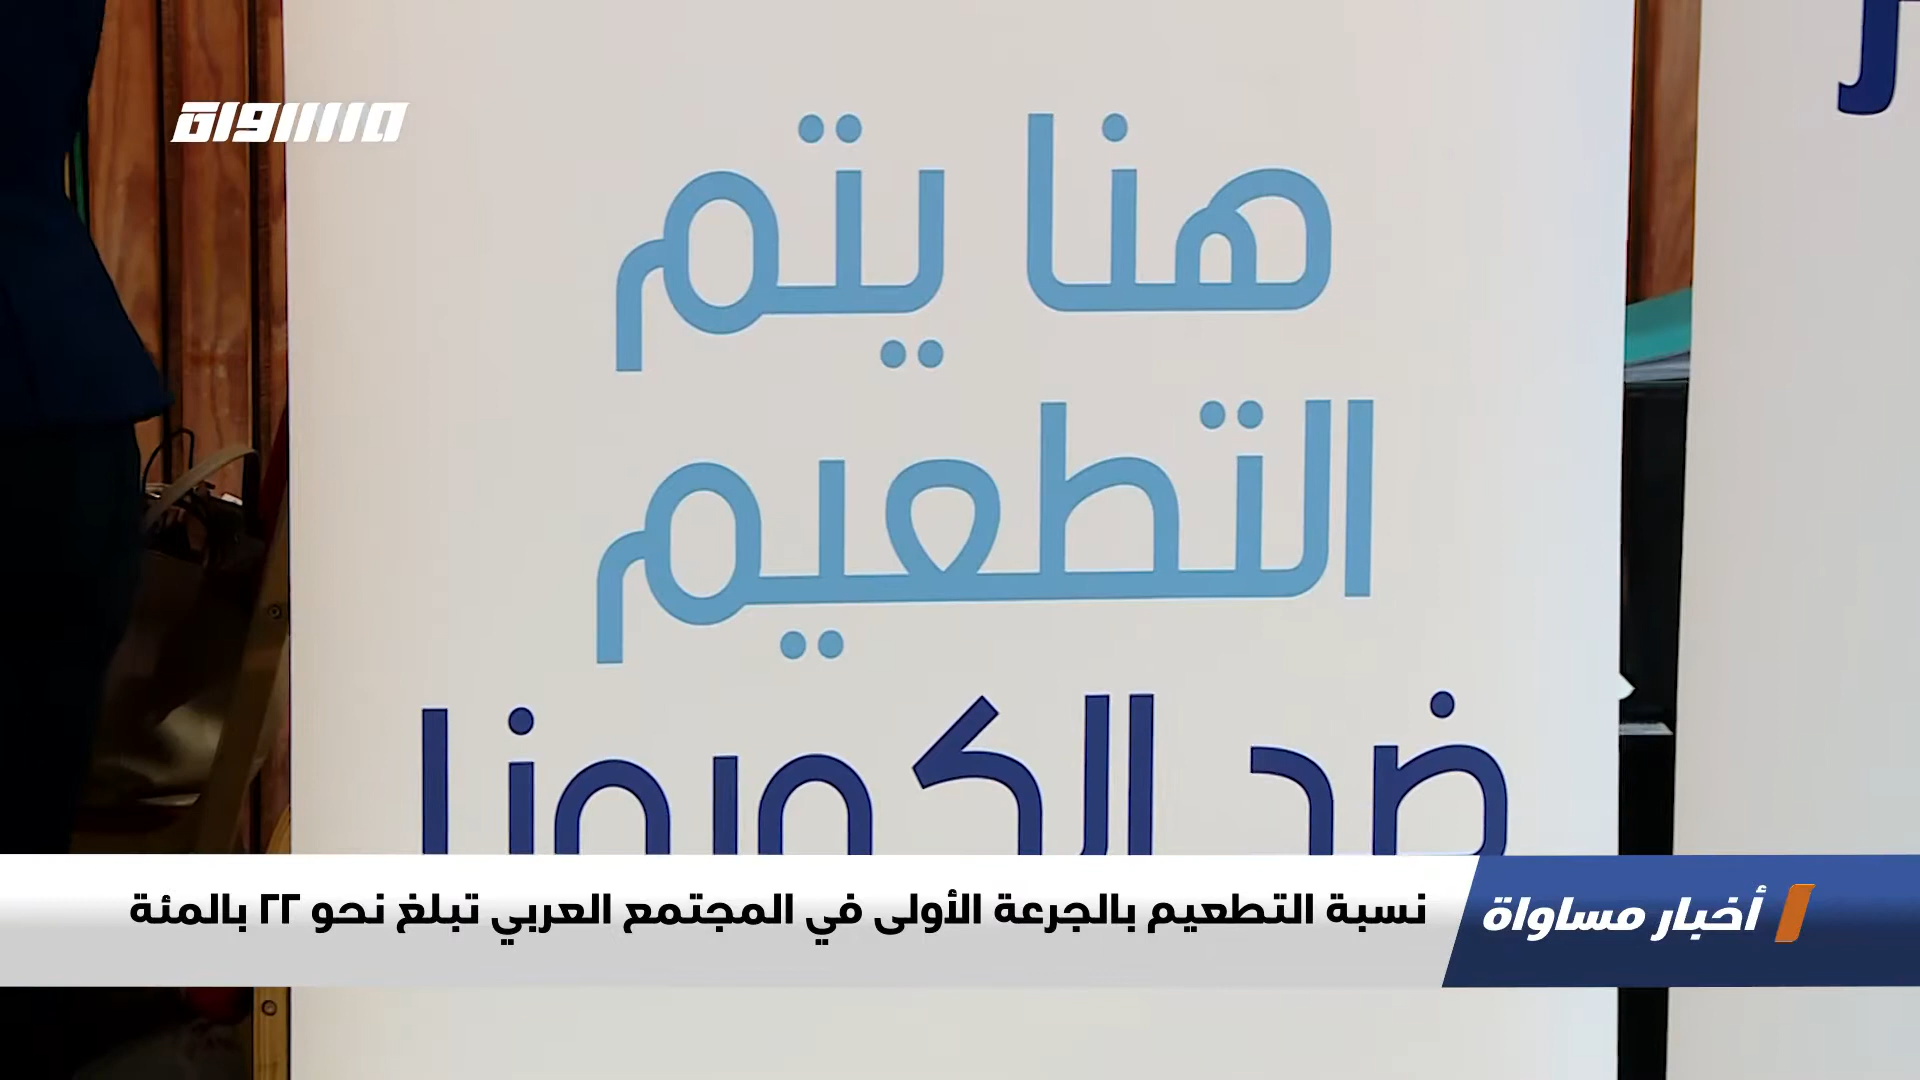 مساواة
هنا يتم
التطعيم
ضد الكورونا
أخبار مساواة
نسبة التطعيم بالجرعة الأولى في المجتمع العربي تبلغ نحو ٢٢ بالمئة